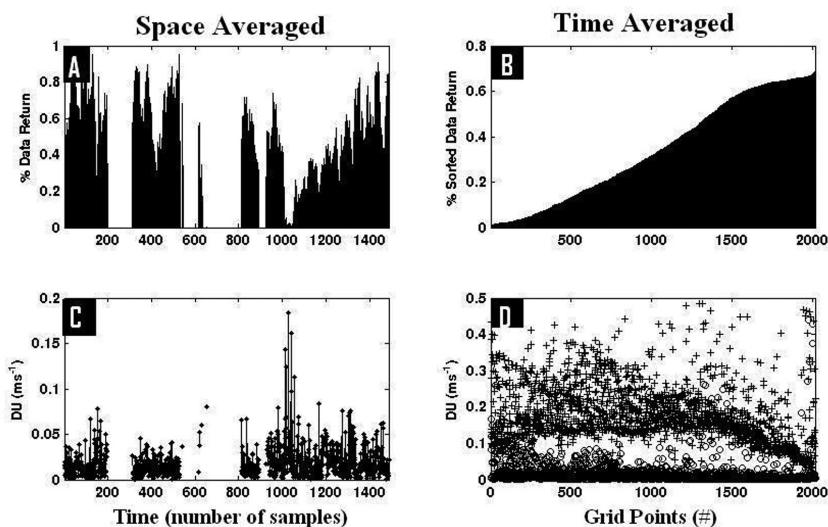 Space Averaged
Time Averaged
A
% Data Return
1
0.8
0.6
0.4
0.2
0
200 400 600 800 1000 1200 1400
B
% Sorted Data Return
0.8
0.6
0.4
0.2
0
500 1000 1500 2000
C
DU (ms-1)
0.2
0.15
0.1
0.05
0
0 200 400 600 800 1000 1200 1400
Time (number of samples)
D
DU (ms-1)
0.5
0.4
0.3
0.2
0.1
0
0 500 1000 1500 2000
Grid Points (#)